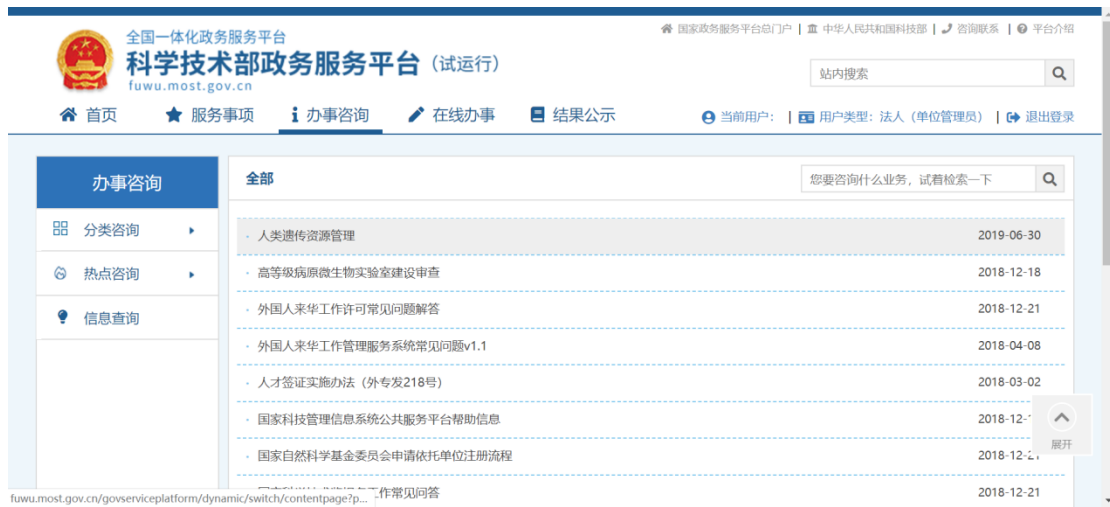 国家政务服务平台总门户 | 中华人民共和国科技部 | 咨询联系 | 平台介绍
全国一体化政务服务平台
科学技术部政务服务平台（试运行）
fuwu.most.gov.cn
站内搜索
首页 服务事项 办事咨询 在线办事 结果公示
当前用户： | 用户类型：法人（单位管理员） | 退出登录
办事咨询
全部
您要咨询什么业务，试着检索一下
分类咨询
热点咨询
信息查询
人类遗传资源管理 2019-06-30
高等级病原微生物实验室建设审查 2018-12-18
外国人来华工作许可常见问题解答 2018-12-21
外国人来华工作管理服务系统常见问题v1.1 2018-04-08
人才签证实施办法（外专发218号） 2018-03-02
国家科技管理信息系统公共服务平台帮助信息 2018-12-
国家自然科学基金委员会申请依托单位注册流程 2018-12-21
工作常见问答 2018-12-21
展开
fuwu.most.gov.cn/govserviceplatform/dynamic/switch/contentpage?p...